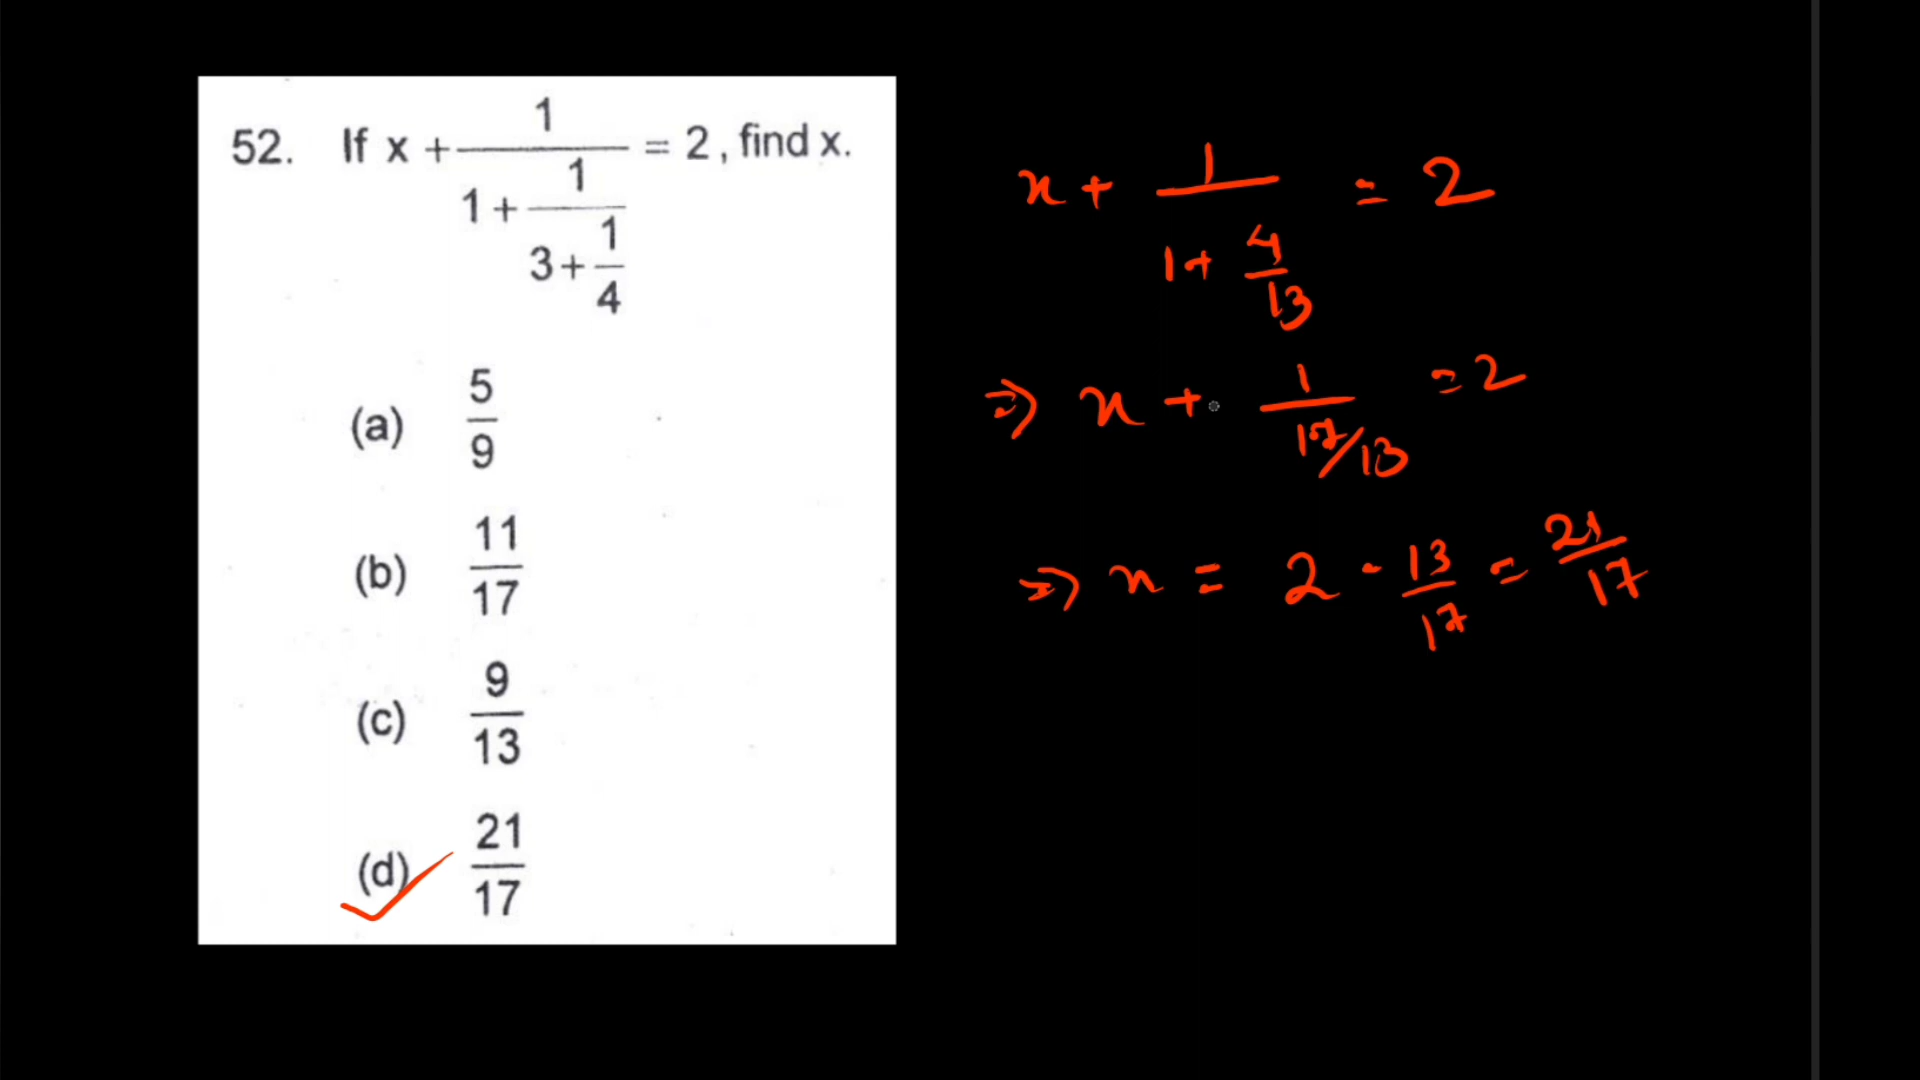 52. If x + 1 / (1 + 1 / (3 + 1/4)) = 2, find x.
(a) 5/9
(b) 11/17
(c) 9/13
(d) 21/17
x + 1 / (1 + 4/13) = 2
⇒ x + 1 / (17/13) = 2
⇒ x = 2 - 13/17 = 21/17